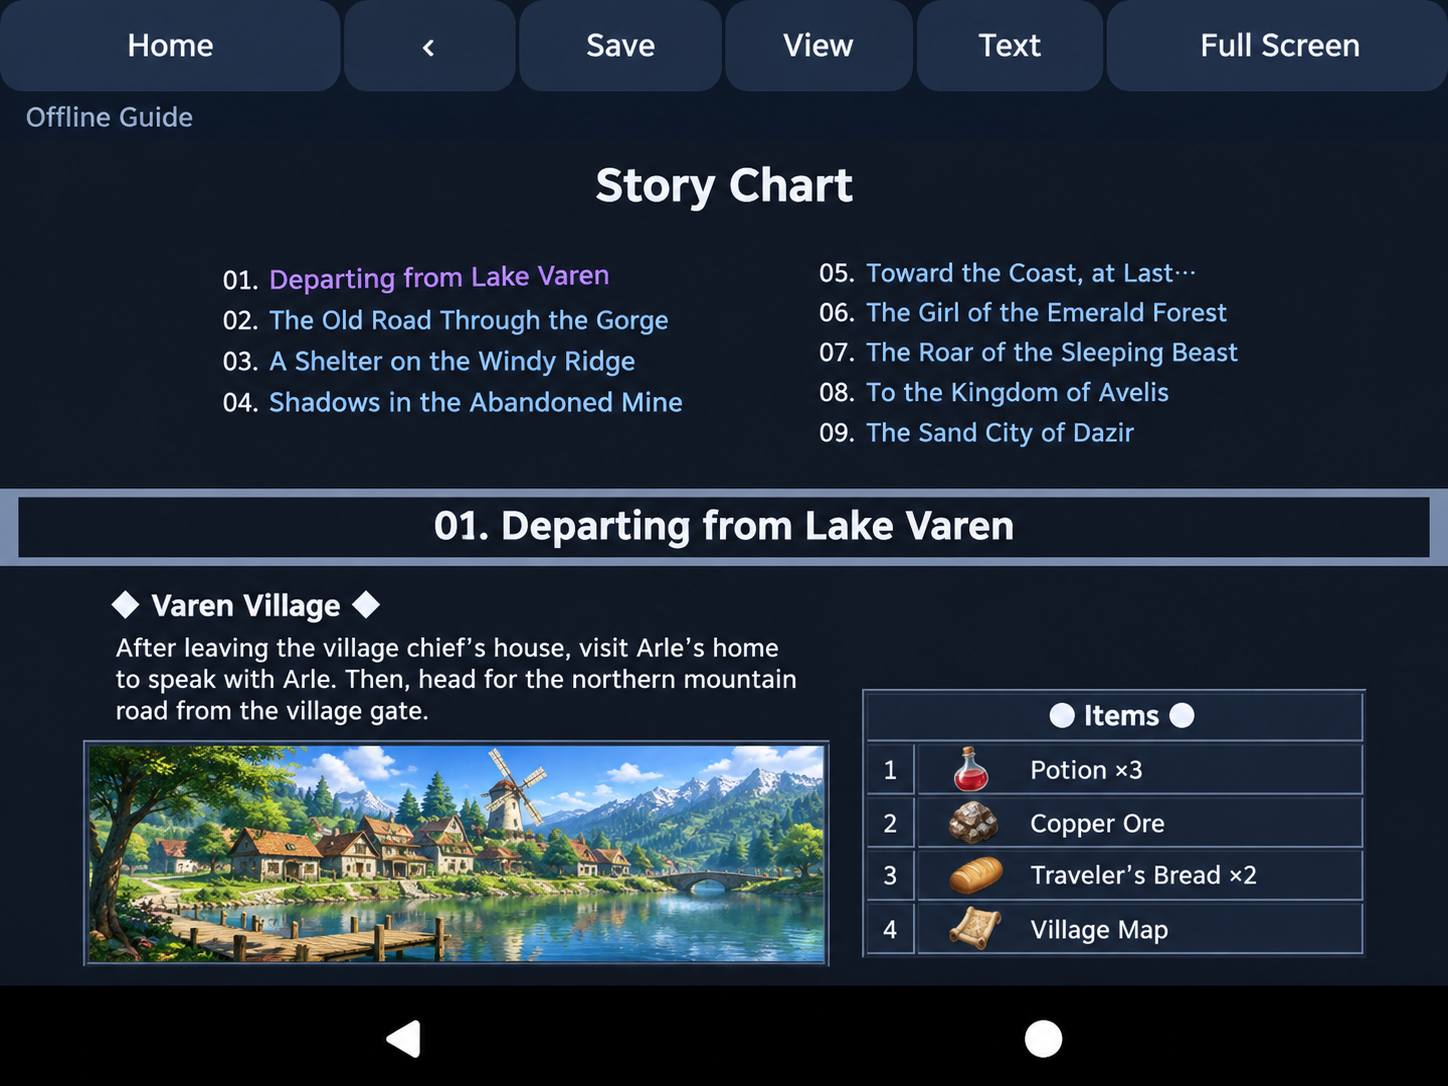 Home
<
Save
View
Text
Full Screen
Offline Guide
Story Chart
01. Departing from Lake Varen
02. The Old Road Through the Gorge
03. A Shelter on the Windy Ridge
04. Shadows in the Abandoned Mine
05. Toward the Coast, at Last⋯
06. The Girl of the Emerald Forest
07. The Roar of the Sleeping Beast
08. To the Kingdom of Avelis
09. The Sand City of Dazir
01. Departing from Lake Varen
◆ Varen Village ◆
After leaving the village chief’s house, visit Arle’s home
to speak with Arle. Then, head for the northern mountain
road from the village gate.
● Items ●
1 Potion ×3
2 Copper Ore
3 Traveler’s Bread ×2
4 Village Map